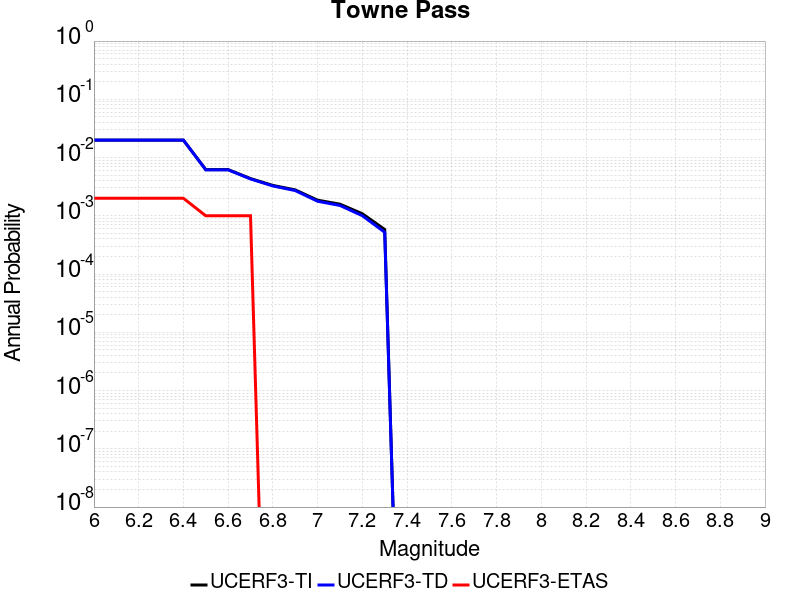 Towne Pass
Annual Probability
10^0
10^-1
10^-2
10^-3
10^-4
10^-5
10^-6
10^-7
10^-8
6 6.2 6.4 6.6 6.8 7 7.2 7.4 7.6 7.8 8 8.2 8.4 8.6 8.8 9
Magnitude
UCERF3-TI UCERF3-TD UCERF3-ETAS